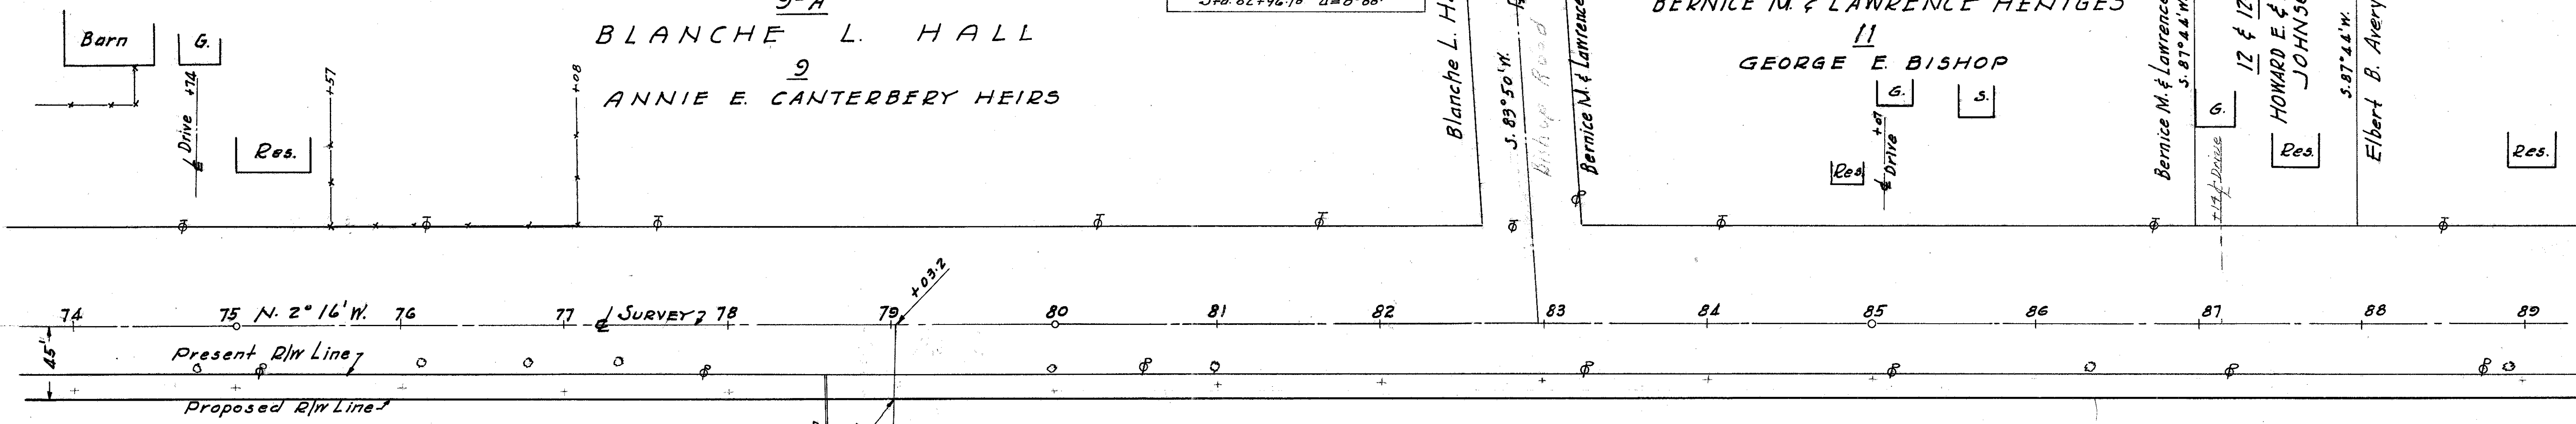 9-A
BLANCHE L. HALL
9
ANNIE E. CANTERBERY HEIRS
Barn
G.
℄ Drive +74
Res.
+57
+08
Blanche L. H.
S. 83°50'W.
Bishop Road
Bernice M. & Lawrence
BERNICE M. & LAWRENCE HENTGES
11
GEORGE E. BISHOP
G.
S.
Res.
℄ Drive +07
Bernice M. & Lawrence
S. 87°44'W.
G.
+14 ℄ Drive
12 & 12
HOWARD E. &
JOHNS
Res.
S. 87°44'W.
Elbert B. Avery
Res.
+03.2
74 75 N. 2° 16' W. 76 77 ℄ SURVEY 78 79 80 81 82 83 84 85 86 87 88 89
45'
Present R/W Line
Proposed R/W Line